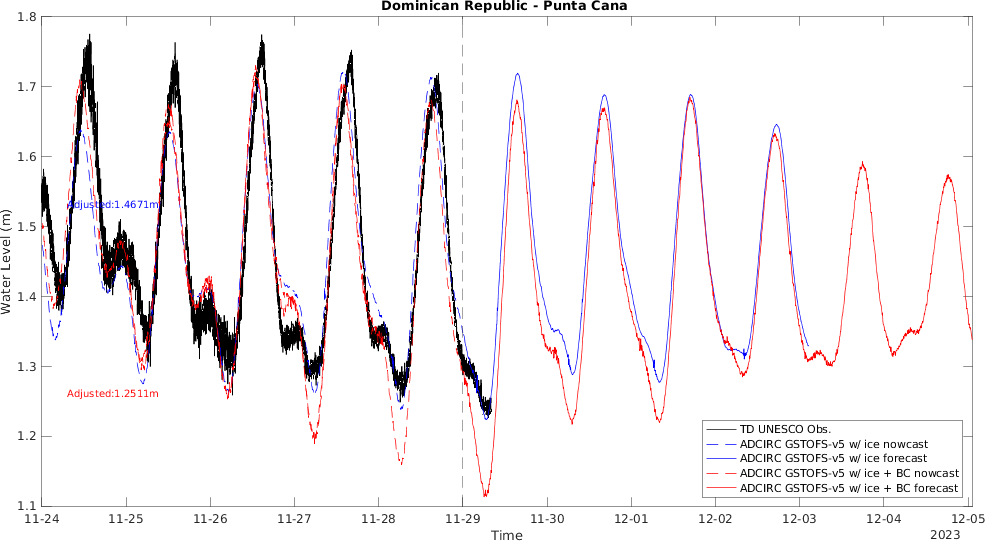 Dominican Republic - Punta Cana
Water Level (m)
1.8
1.7
1.6
1.5
1.4
1.3
1.2
1.1
Adjusted:1.4671m
Adjusted:1.2511m
TD UNESCO Obs.
ADCIRC GSTOFS-v5 w/ ice nowcast
ADCIRC GSTOFS-v5 w/ ice forecast
ADCIRC GSTOFS-v5 w/ ice + BC nowcast
ADCIRC GSTOFS-v5 w/ ice + BC forecast
11-24 11-25 11-26 11-27 11-28 11-29 11-30 12-01 12-02 12-03 12-04 12-05
Time
2023